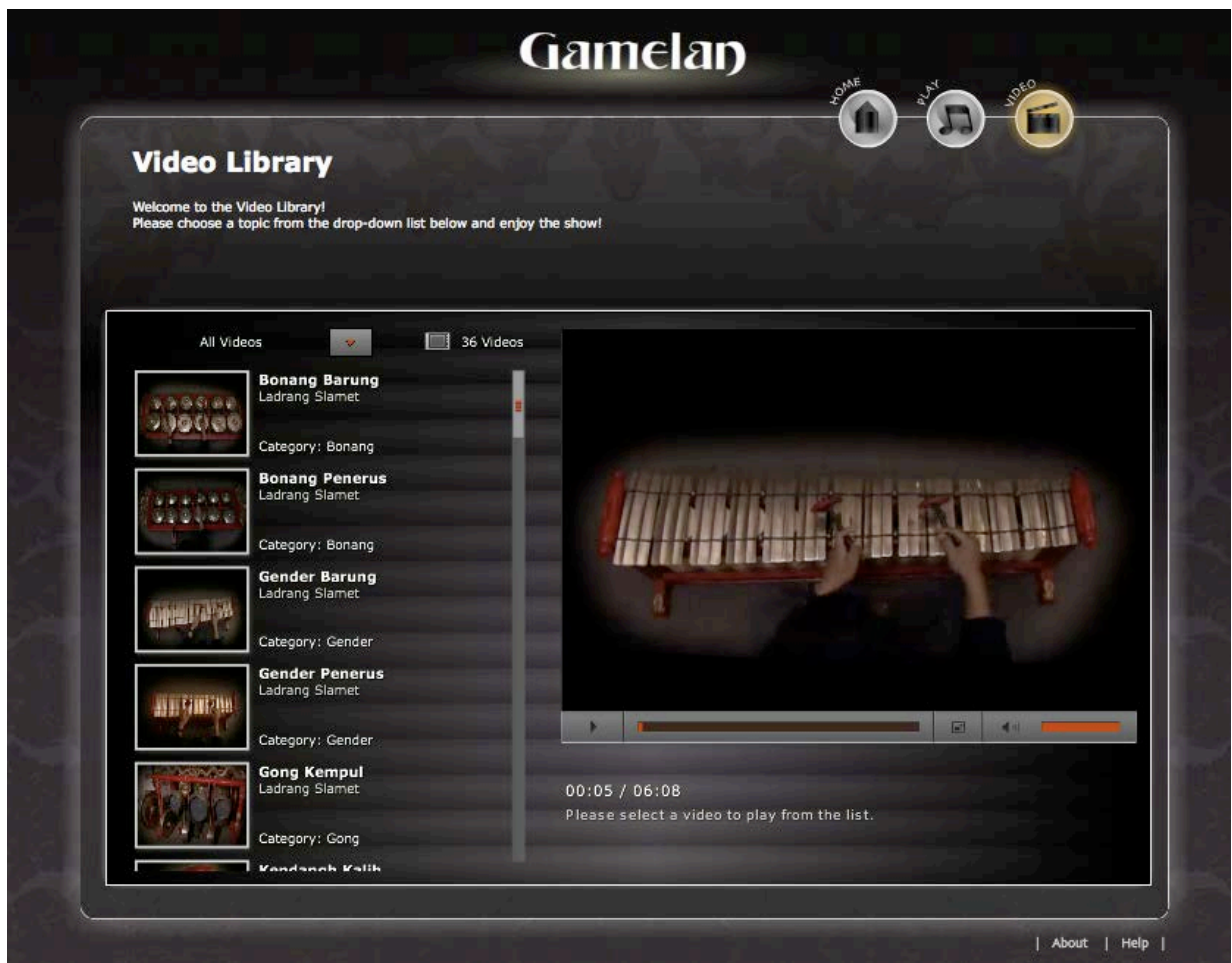 Gamelan
HOME
PLAY
VIDEO
Video Library
Welcome to the Video Library!
Please choose a topic from the drop-down list below and enjoy the show!
All Videos
36 Videos
Bonang Barung
Ladrang Slamet
Category: Bonang
Bonang Penerus
Ladrang Slamet
Category: Bonang
Gender Barung
Ladrang Slamet
Category: Gender
Gender Penerus
Ladrang Slamet
Category: Gender
Gong Kempul
Ladrang Slamet
Category: Gong
Kendangh Kalih
00:05 / 06:08
Please select a video to play from the list.
| About | Help |